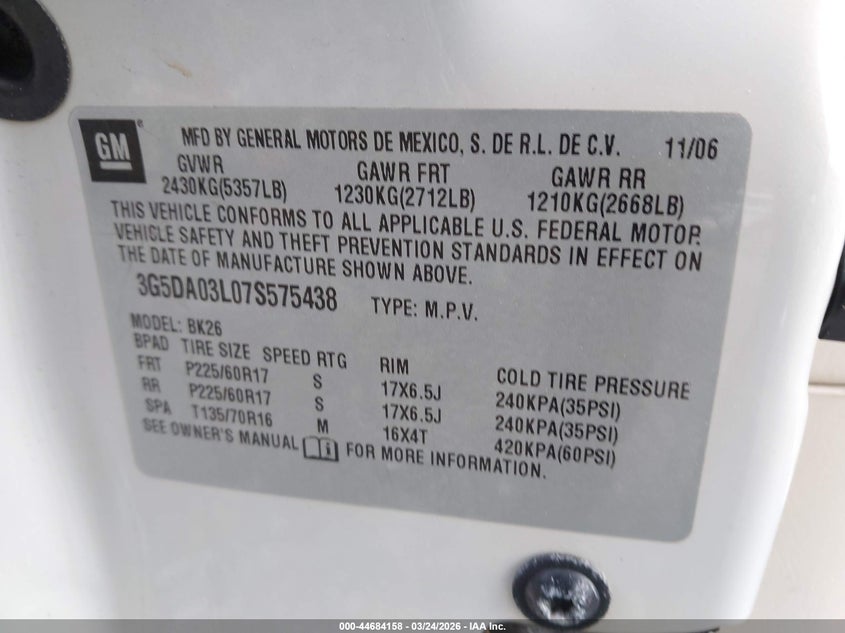 GM
MFD BY GENERAL MOTORS DE MEXICO, S. DE R.L. DE C.V. 11/06
GVWR GAWR FRT GAWR RR
2430KG(5357LB) 1230KG(2712LB) 1210KG(2668LB)
THIS VEHICLE CONFORMS TO ALL APPLICABLE U.S. FEDERAL MOTOR
VEHICLE SAFETY AND THEFT PREVENTION STANDARDS IN EFFECT ON
THE DATE OF MANUFACTURE SHOWN ABOVE.
3G5DA03L07S575438 TYPE: M.P.V.
MODEL: BK26
BPAD TIRE SIZE SPEED RTG RIM COLD TIRE PRESSURE
FRT P225/60R17 S 17X6.5J 240KPA(35PSI)
RR P225/60R17 S 17X6.5J 240KPA(35PSI)
SPA T135/70R16 M 16X4T 420KPA(60PSI)
SEE OWNER'S MANUAL FOR MORE INFORMATION.
000-44684158 - 03/24/2026 - IAA Inc.